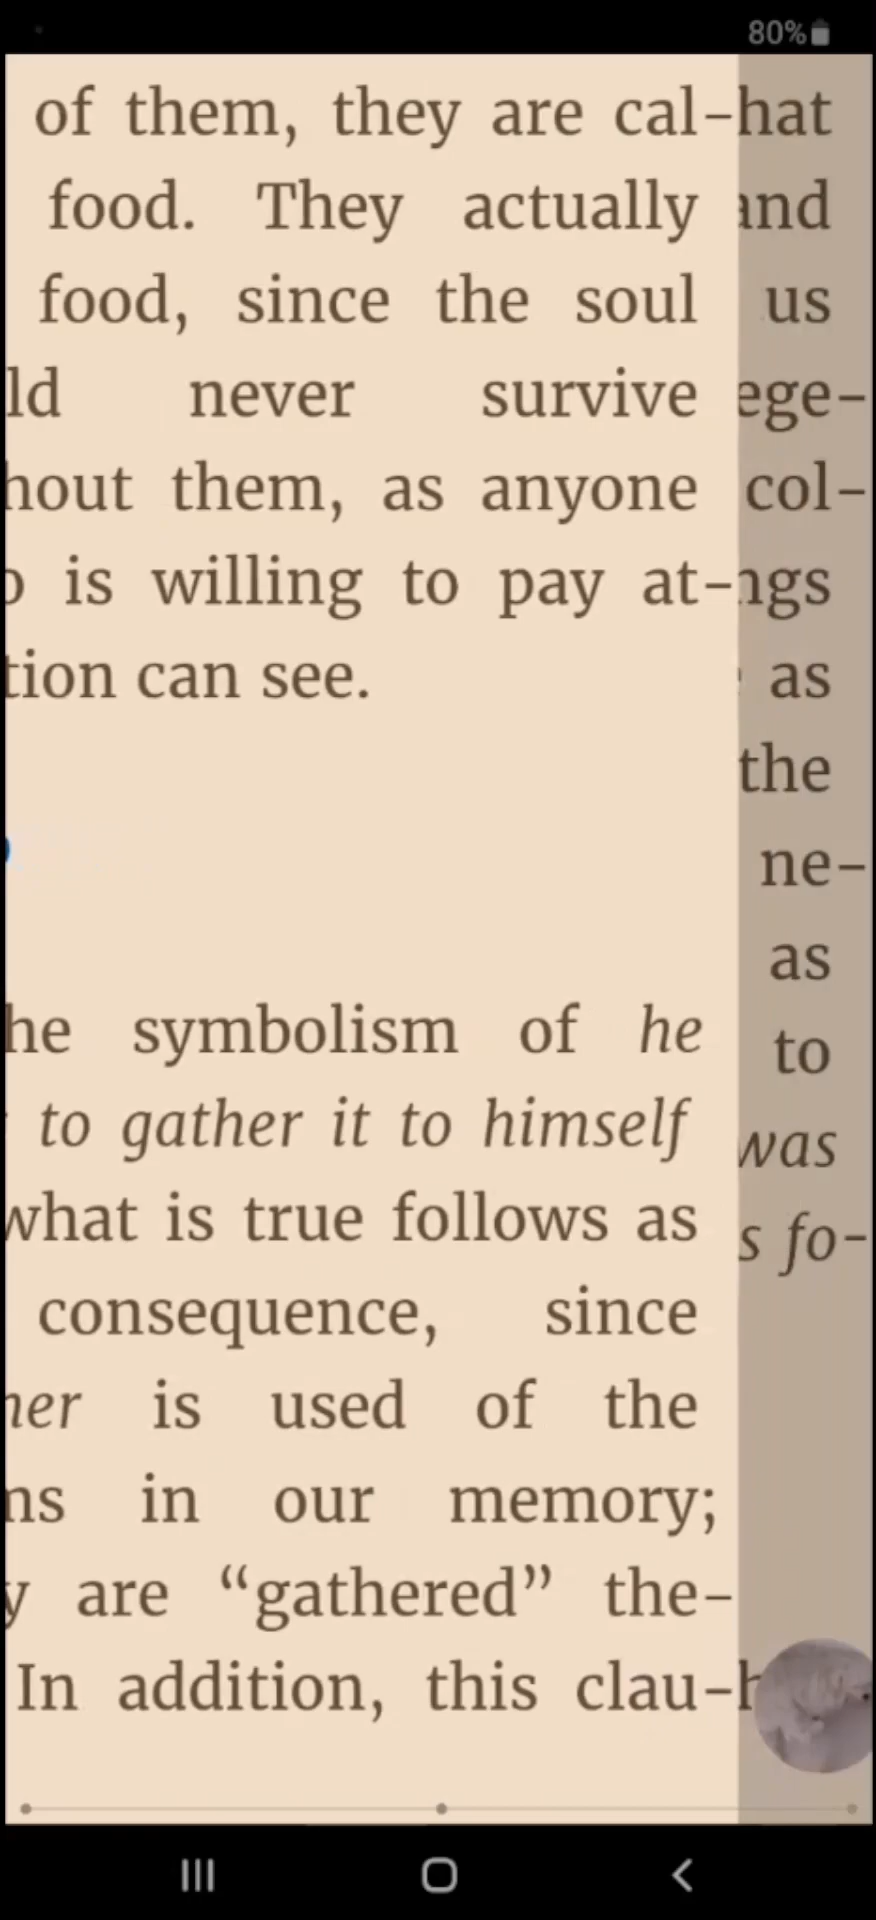 80%
of them, they are cal-
food. They actually
food, since the soul
ld never survive
hout them, as anyone
o is willing to pay at-
tion can see.
he symbolism of he
to gather it to himself
what is true follows as
consequence, since
her is used of the
ms in our memory;
y are “gathered” the-
In addition, this clau-
hat
and
us
ege-
col-
ngs
as
the
ne-
as
to
was
s fo-